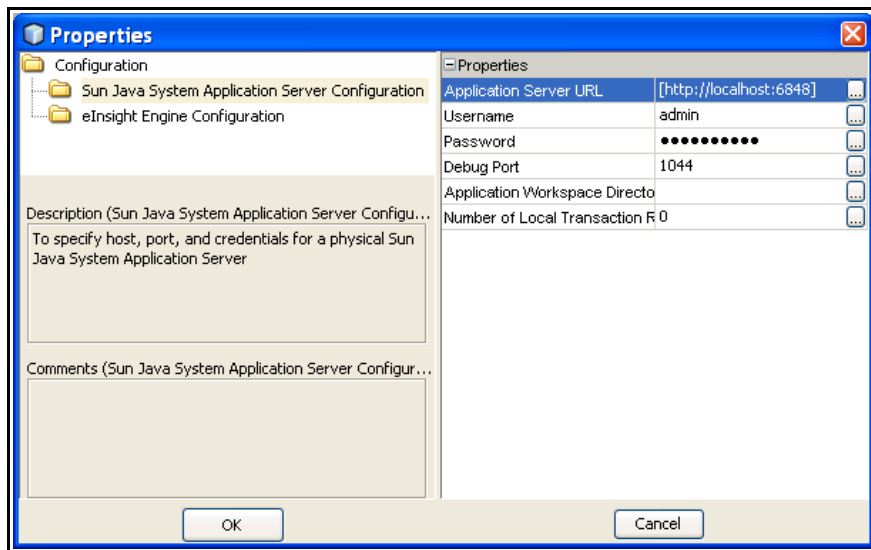 Properties
Configuration
Sun Java System Application Server Configuration
eInsight Engine Configuration
Description (Sun Java System Application Server Configu...
To specify host, port, and credentials for a physical Sun
Java System Application Server
Comments (Sun Java System Application Server Configur...
Properties
Application Server URL [http://localhost:6848] ...
Username admin ...
Password ●●●●●●●●●● ...
Debug Port 1044 ...
Application Workspace Directo ...
Number of Local Transaction R 0 ...
OK
Cancel